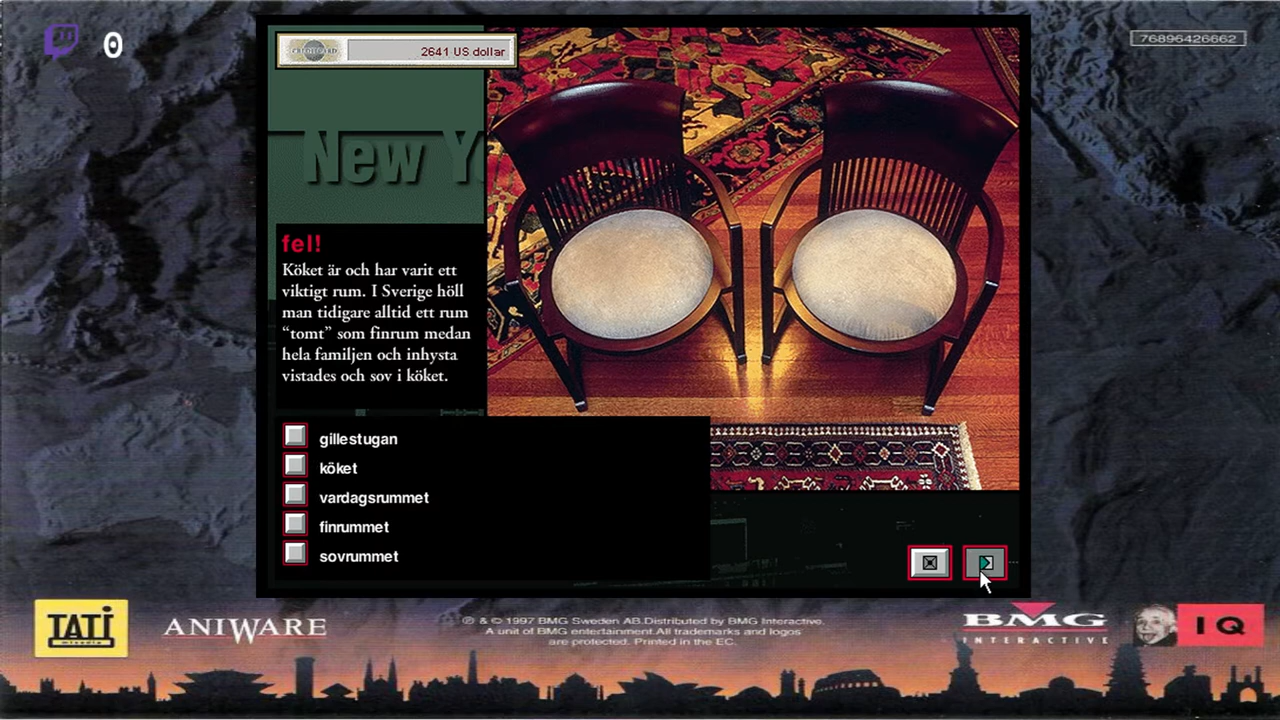 0
76896426662
2641 US dollar
New Y
fel!
Köket är och har varit ett
viktigt rum. I Sverige höll
man tidigare alltid ett rum
“tomt” som finrum medan
hela familjen och inhysta
vistades och sov i köket.
gillestugan
köket
vardagsrummet
finrummet
sovrummet
TATi
ANIWARE
℗ & © 1997 BMG Sweden AB.Distributed by BMG Interactive.
A unit of BMG entertainment.All trademarks and logos
are protected. Printed in the EC.
BMG
INTERACTIVE
IQ